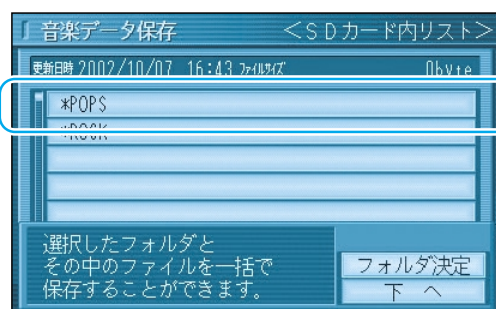 音楽データ保存 <SDカード内リスト>
更新日時 2002/10/07 16:43 ファイルサイズ 0byte
*POPS
*ROCK
選択したフォルダと
その中のファイルを一括で
保存することができます。
フォルダ決定
下 へ